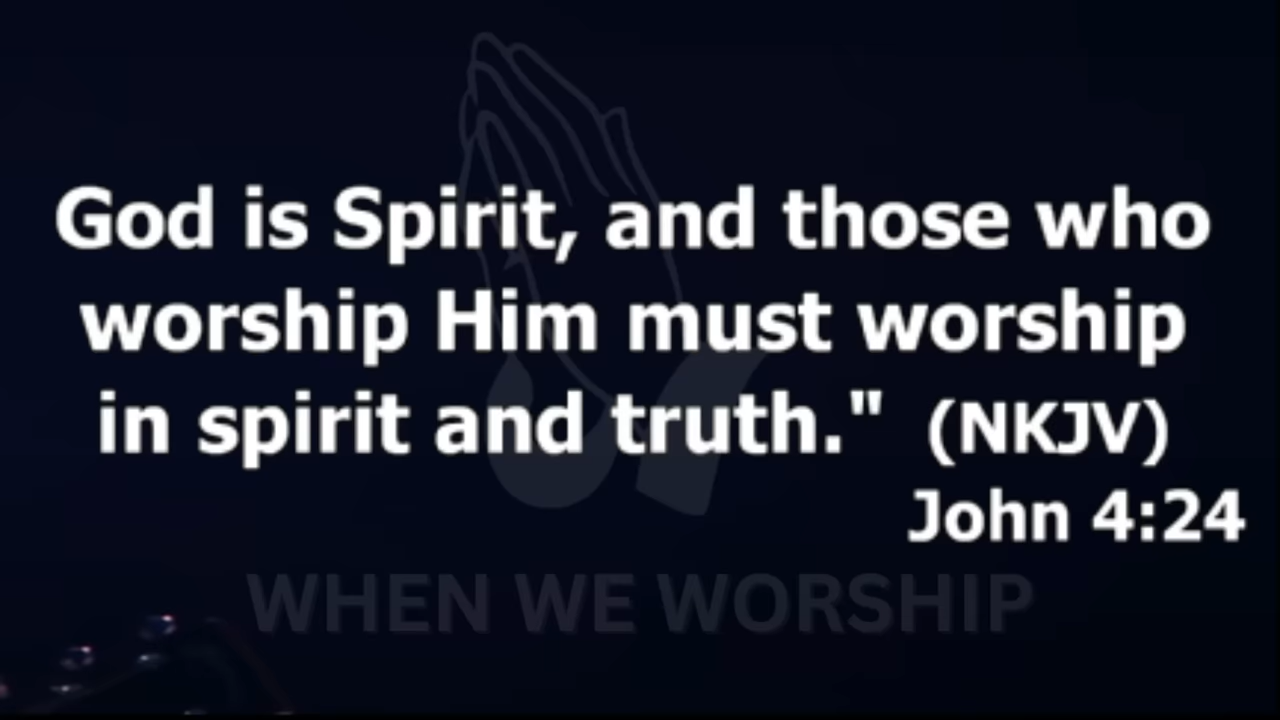 God is Spirit, and those who
worship Him must worship
in spirit and truth." (NKJV)
John 4:24
WHEN WE WORSHIP